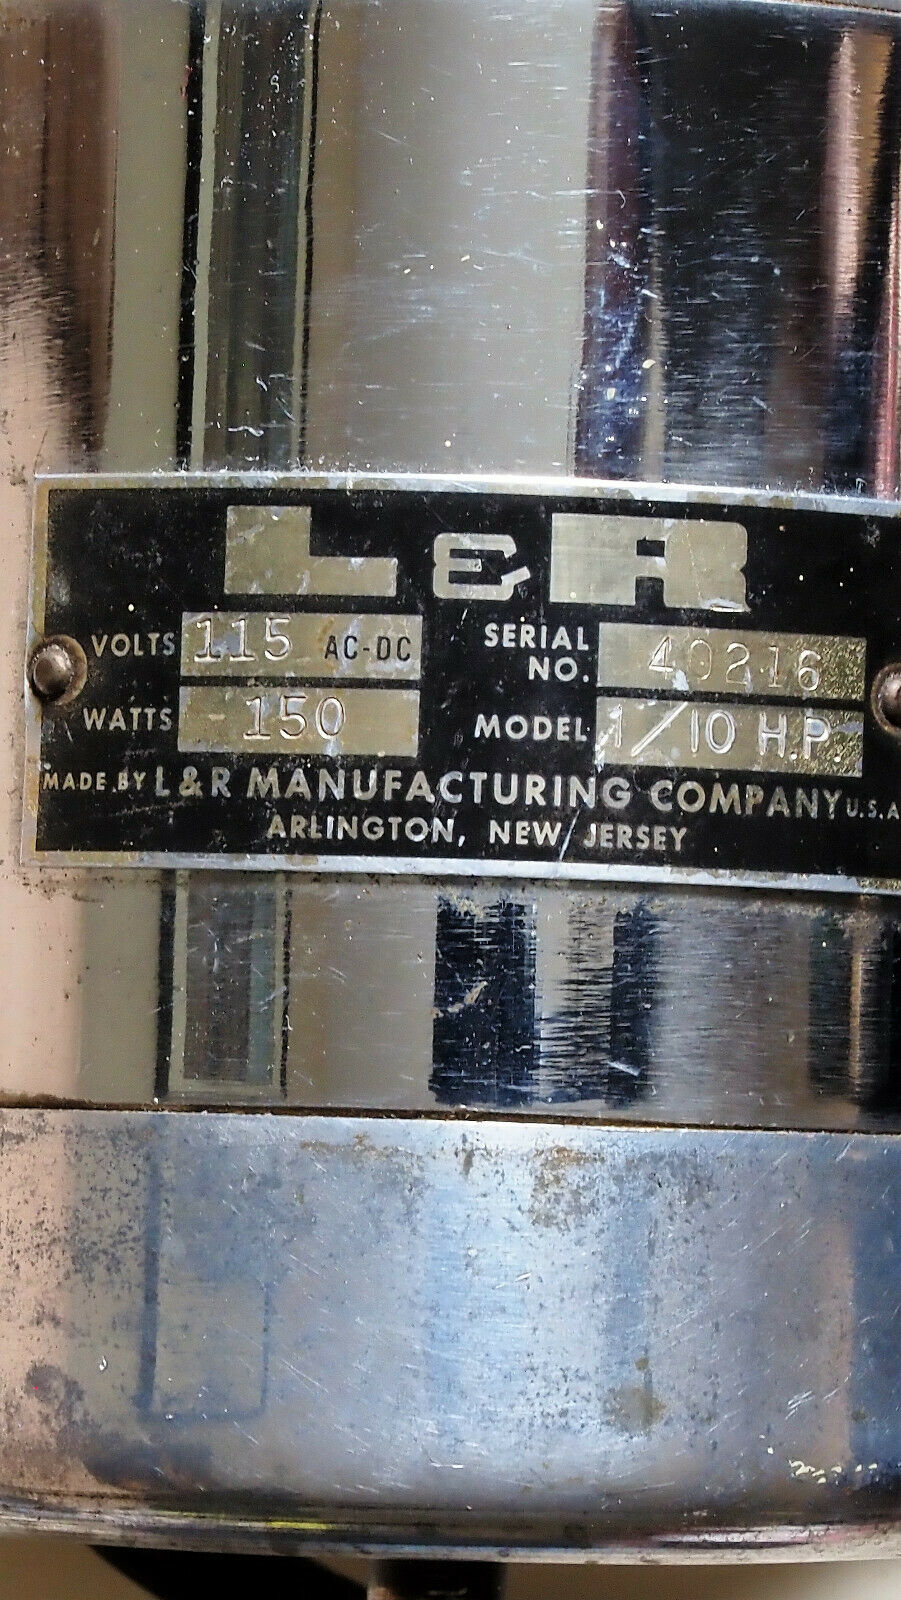 L & R
VOLTS 115 AC-DC SERIAL NO. 40216
WATTS 150 MODEL 1/10 H.P.
MADE BY L & R MANUFACTURING COMPANY U.S.A
ARLINGTON, NEW JERSEY